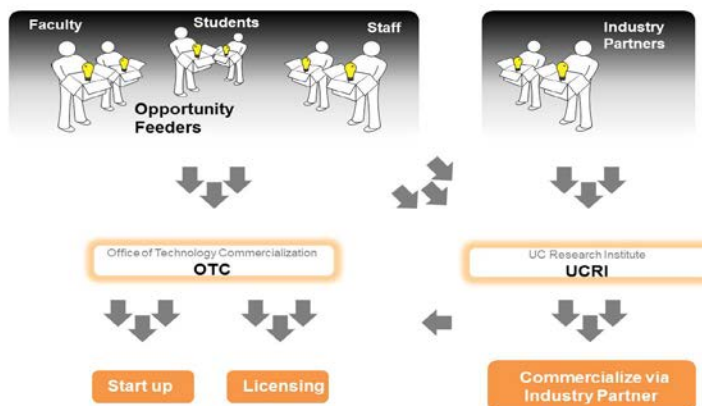 Faculty
Students
Staff
Industry
Partners
Opportunity
Feeders
Office of Technology Commercialization
OTC
UC Research Institute
UCRI
Start up
Licensing
Commercialize via
Industry Partner